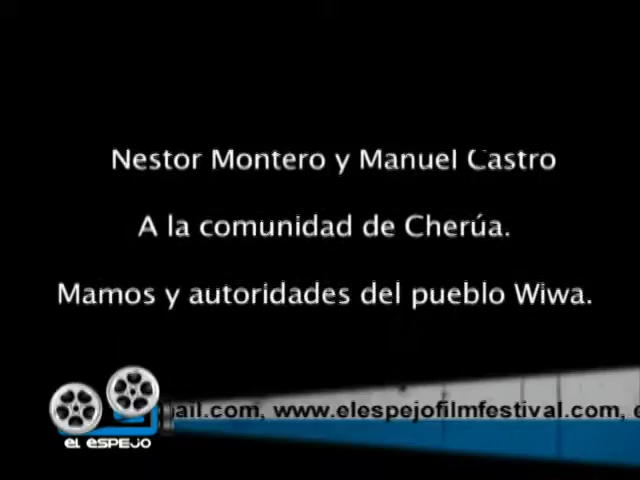 Nestor Montero y Manuel Castro
A la comunidad de Cherúa.
Mamos y autoridades del pueblo Wiwa.
ail.com, www.elespejofilmfestival.com, e
EL ESPEJO